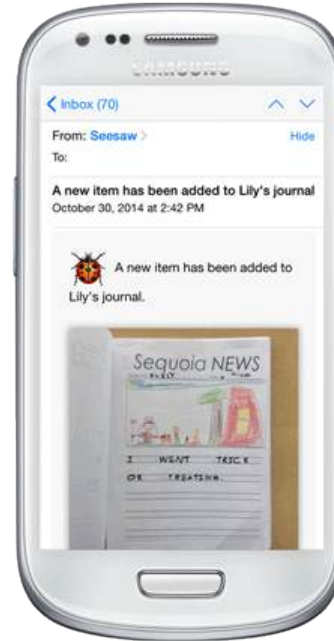 SAMSUNG
Inbox (70)
From: Seesaw
Hide
To:
A new item has been added to Lily's journal
October 30, 2014 at 2:42 PM
A new item has been added to
Lily's journal.
Sequoia NEWS
I WENT TRICK
OR TREATING.